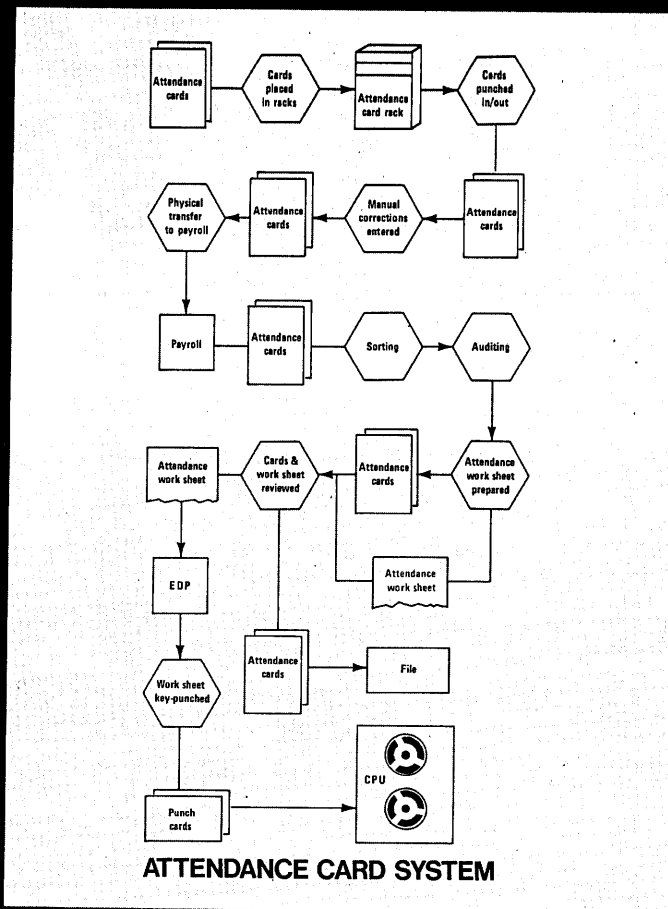 Attendance
cards
Cards
placed
in racks
Attendance
card rack
Cards
punched
in/out
Physical
transfer
to payroll
Attendance
cards
Manual
corrections
entered
Attendance
cards
Payroll
Attendance
cards
Sorting
Auditing
Attendance
work sheet
Cards &
work sheet
reviewed
Attendance
cards
Attendance
work sheet
prepared
Attendance
work sheet
EDP
Attendance
cards
File
Work sheet
key-punched
CPU
Punch
cards
ATTENDANCE CARD SYSTEM